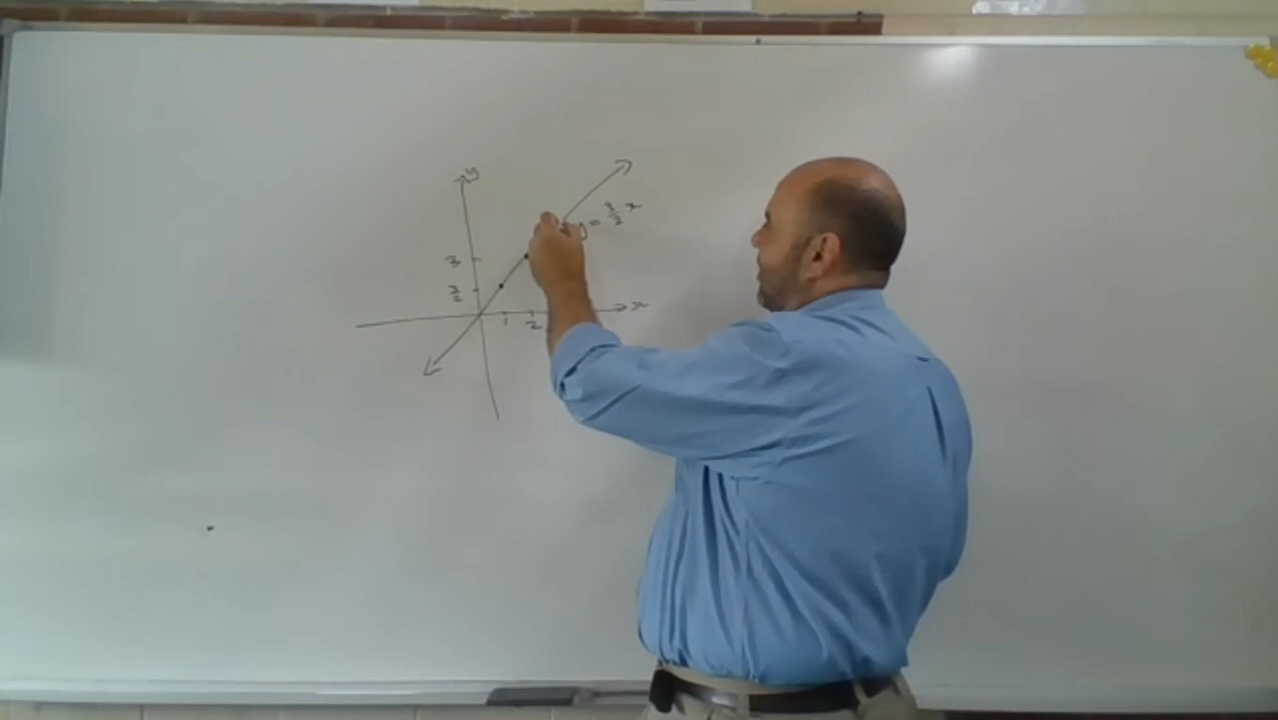 y
y = 3/2 x
3
3/2
x
1 2